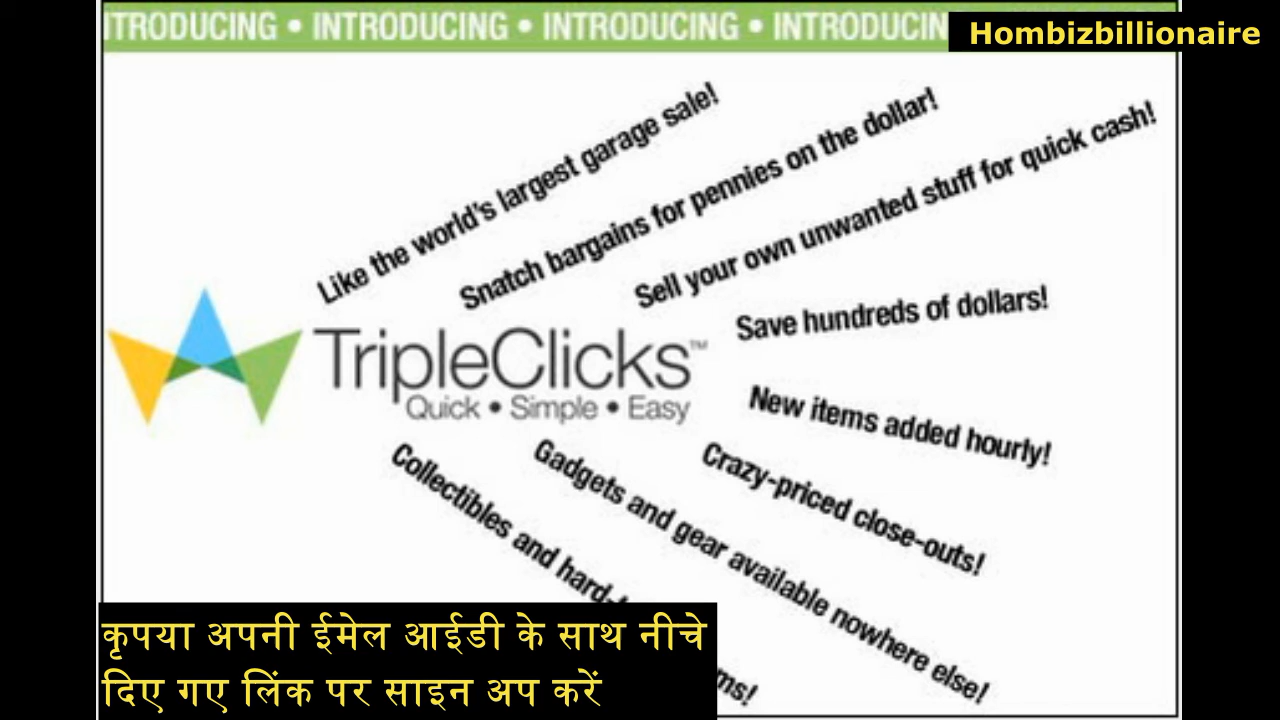 ITRODUCING • INTRODUCING • INTRODUCING • INTRODUCIN
Hombizbillionaire
Like the world's largest garage sale!
Snatch bargains for pennies on the dollar!
Sell your own unwanted stuff for quick cash!
Save hundreds of dollars!
TripleClicks™
Quick • Simple • Easy
New items added hourly!
Crazy-priced close-outs!
Gadgets and gear available nowhere else!
Collectibles and hard-
ms!
कृपया अपनी ईमेल आईडी के साथ नीचे
दिए गए लिंक पर साइन अप करें